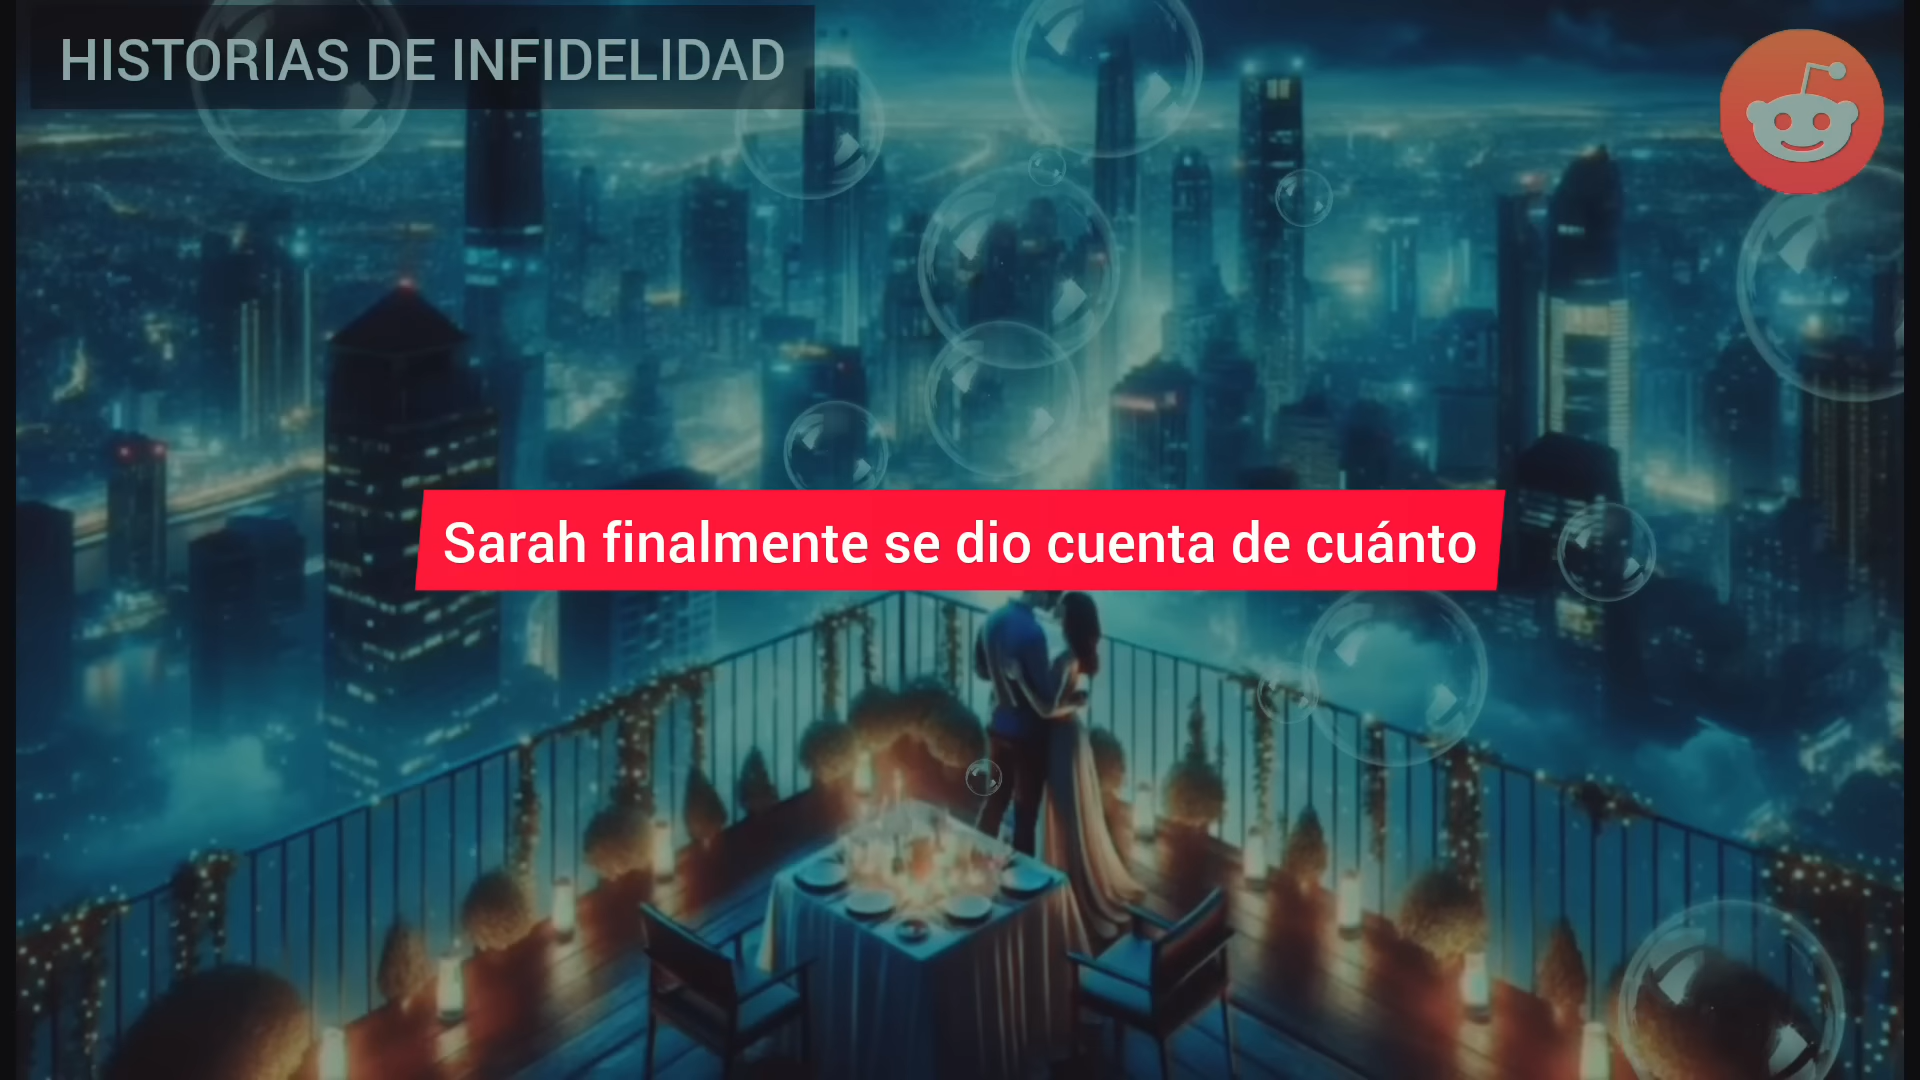 HISTORIAS DE INFIDELIDAD
Sarah finalmente se dio cuenta de cuánto